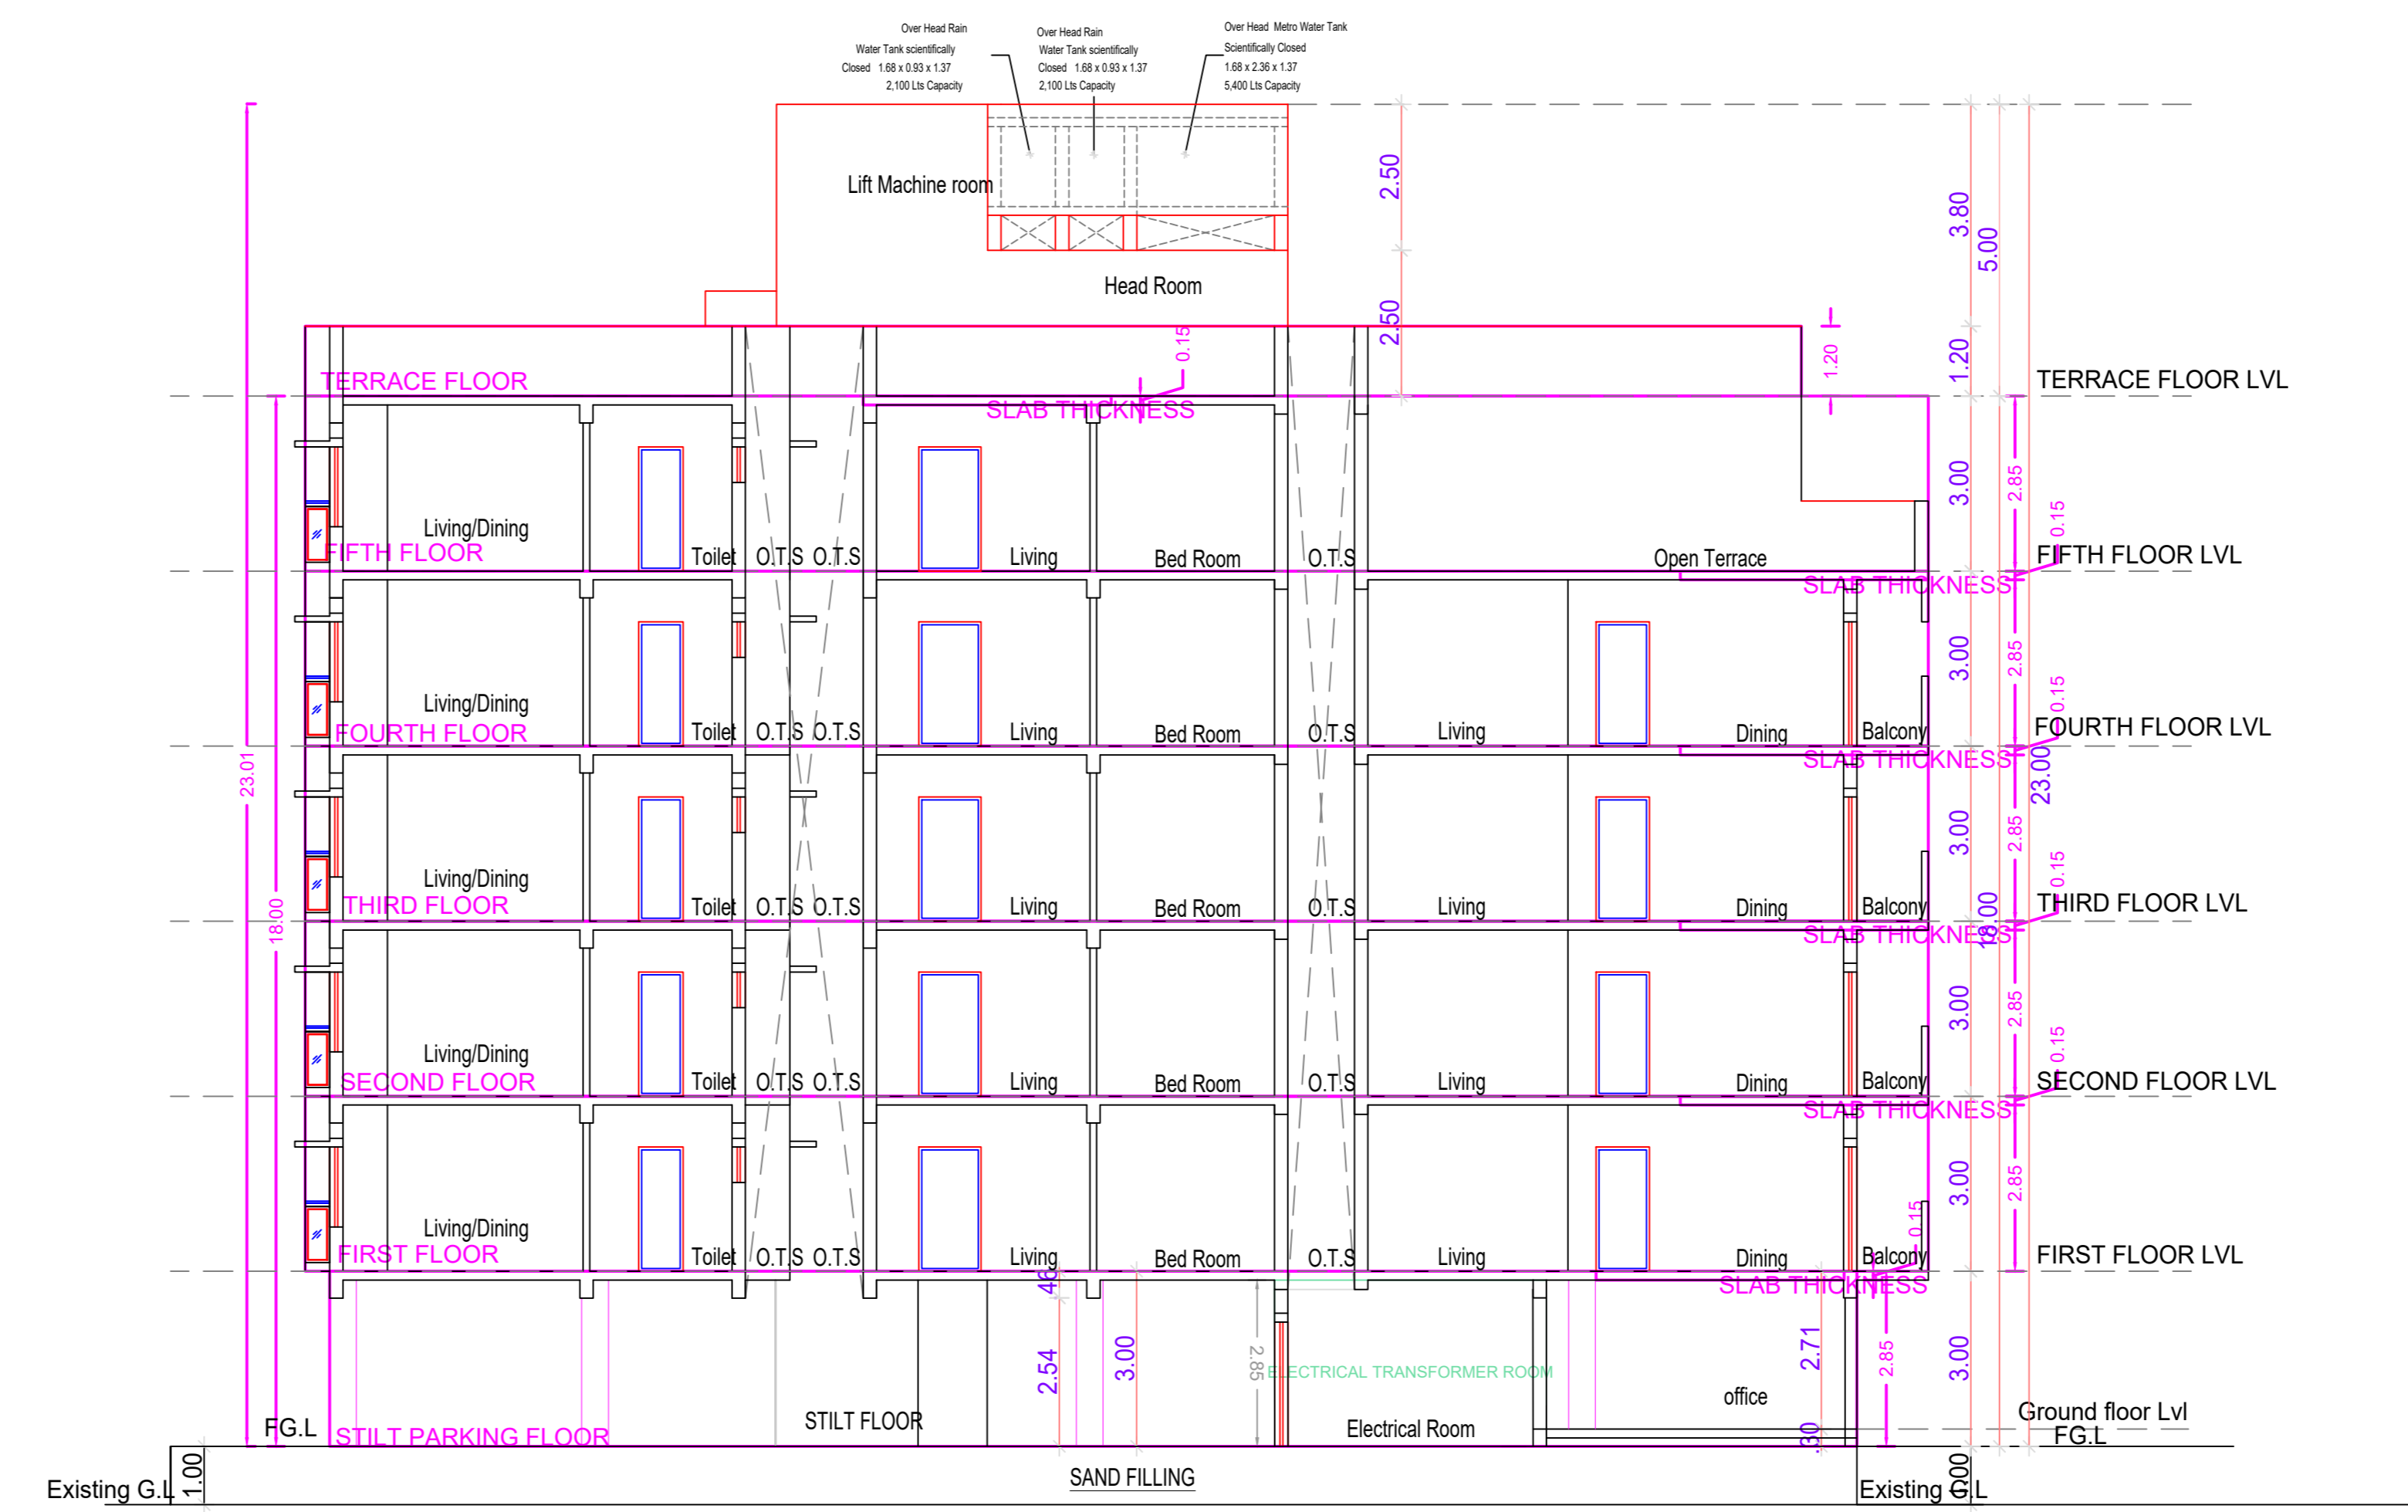 Over Head Rain
Water Tank scientifically
Closed 1.68 x 0.93 x 1.37
2,100 Lts Capacity
Over Head Rain
Water Tank scientifically
Closed 1.68 x 0.93 x 1.37
2,100 Lts Capacity
Over Head Metro Water Tank
Scientifically Closed
1.68 x 2.36 x 1.37
5,400 Lts Capacity
Lift Machine room
2.50
3.80
5.00
Head Room
2.50
0.15
1.20
1.20
TERRACE FLOOR
SLAB THICKNESS
TERRACE FLOOR LVL
3.00
2.85
0.15
Living/Dining
FIFTH FLOOR
Toilet
O.T.S
O.T.S
Living
Bed Room
O.T.S
Open Terrace
FIFTH FLOOR LVL
SLAB THICKNESS
3.00
2.85
0.15
Living/Dining
FOURTH FLOOR
Toilet
O.T.S
O.T.S
Living
Bed Room
O.T.S
Living
Dining
Balcony
FOURTH FLOOR LVL
SLAB THICKNESS
23.01
23.00
3.00
2.85
0.15
Living/Dining
THIRD FLOOR
Toilet
O.T.S
O.T.S
Living
Bed Room
O.T.S
Living
Dining
Balcony
THIRD FLOOR LVL
SLAB THICKNESS
18.00
18.00
3.00
2.85
0.15
Living/Dining
SECOND FLOOR
Toilet
O.T.S
O.T.S
Living
Bed Room
O.T.S
Living
Dining
Balcony
SECOND FLOOR LVL
SLAB THICKNESS
3.00
2.85
0.15
Living/Dining
FIRST FLOOR
Toilet
O.T.S
O.T.S
Living
Bed Room
O.T.S
Living
Dining
Balcony
FIRST FLOOR LVL
SLAB THICKNESS
46
2.54
3.00
2.85
ELECTRICAL TRANSFORMER ROOM
2.71
2.85
3.00
office
STILT FLOOR
Electrical Room
.30
Ground floor Lvl
FG.L
FG.L
STILT PARKING FLOOR
1.00
SAND FILLING
1.00
Existing G.L
Existing G.L